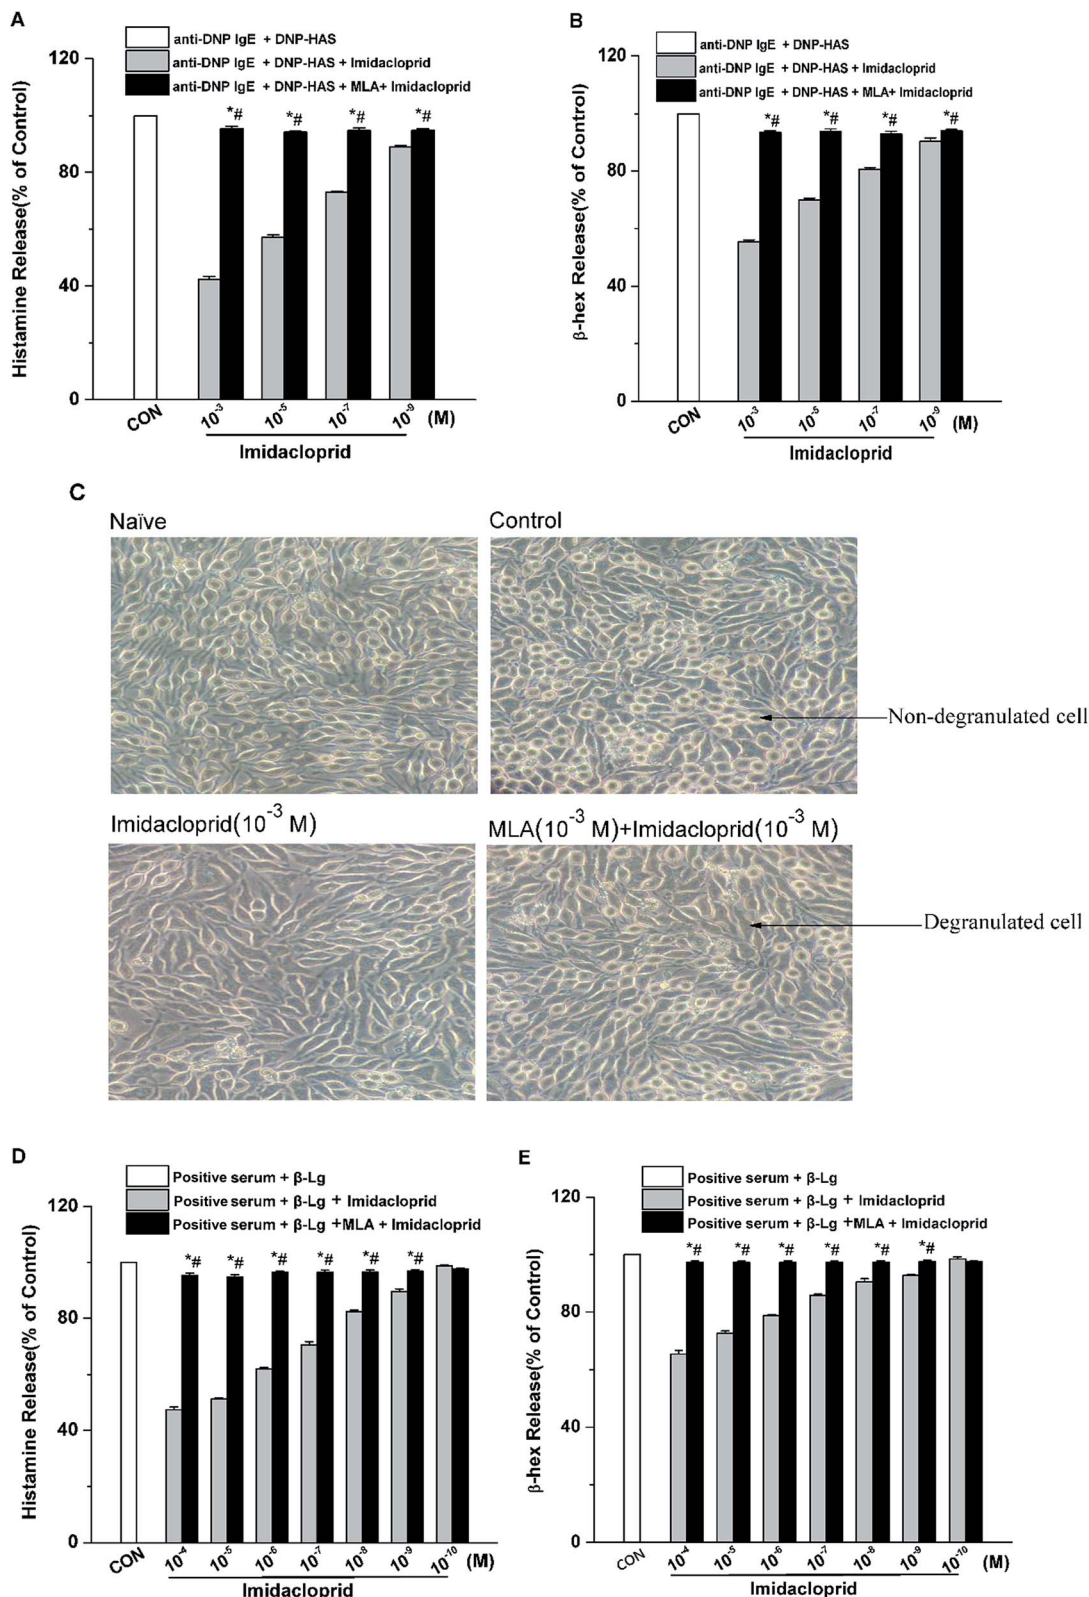 A
anti-DNP IgE + DNP-HAS
anti-DNP IgE + DNP-HAS + Imidacloprid
anti-DNP IgE + DNP-HAS + MLA+ Imidacloprid
Histamine Release(% of Control)
120
80
40
0
*# *# *# *#
CON 10⁻³ 10⁻⁵ 10⁻⁷ 10⁻⁹ (M)
Imidacloprid
B
anti-DNP IgE + DNP-HAS
anti-DNP IgE + DNP-HAS + Imidacloprid
anti-DNP IgE + DNP-HAS + MLA+ Imidacloprid
β-hex Release(% of Control)
120
80
40
0
*# *# *# *#
CON 10⁻³ 10⁻⁵ 10⁻⁷ 10⁻⁹ (M)
Imidacloprid
C
Naïve
Control
Non-degranulated cell
Imidacloprid(10⁻³ M)
MLA(10⁻³ M)+Imidacloprid(10⁻³ M)
Degranulated cell
D
Positive serum + β-Lg
Positive serum + β-Lg + Imidacloprid
Positive serum + β-Lg +MLA + Imidacloprid
Histamine Release(% of Control)
120
80
40
0
*# *# *# *# *# *#
CON 10⁻⁴ 10⁻⁵ 10⁻⁶ 10⁻⁷ 10⁻⁸ 10⁻⁹ 10⁻¹⁰ (M)
Imidacloprid
E
Positive serum + β-Lg
Positive serum + β-Lg + Imidacloprid
Positive serum + β-Lg +MLA + Imidacloprid
β-hex Release(% of Control)
120
80
40
0
*# *# *# *# *# *#
CON 10⁻⁴ 10⁻⁵ 10⁻⁶ 10⁻⁷ 10⁻⁸ 10⁻⁹ 10⁻¹⁰ (M)
Imidacloprid